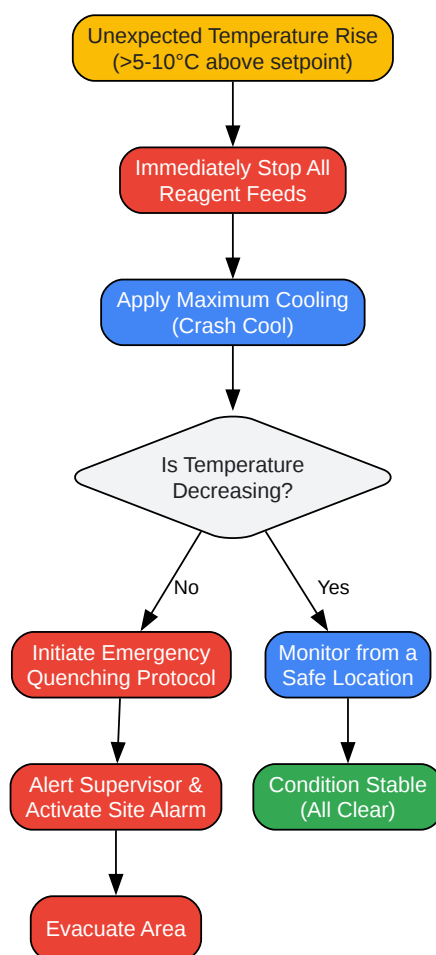 Unexpected Temperature Rise
(>5-10°C above setpoint)
Immediately Stop All
Reagent Feeds
Apply Maximum Cooling
(Crash Cool)
Is Temperature
Decreasing?
No
Yes
Initiate Emergency
Quenching Protocol
Monitor from a
Safe Location
Alert Supervisor &
Activate Site Alarm
Condition Stable
(All Clear)
Evacuate Area